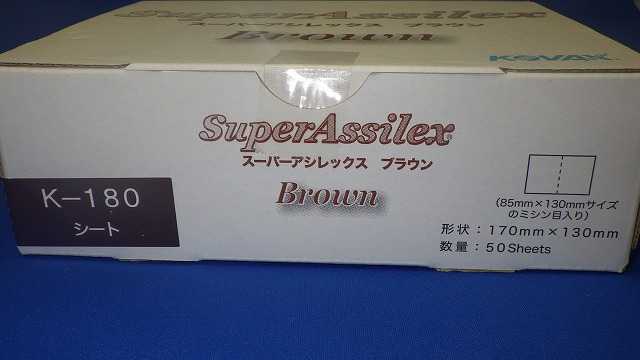 SuperAssilex
スーパーアシレックス ブラウン
Brown
KOVAX
SuperAssilex®
スーパーアシレックス ブラウン
Brown
K-180
シート
(85mm×130mmサイズ
のミシン目入り)
形状：170mm×130mm
数量：50Sheets